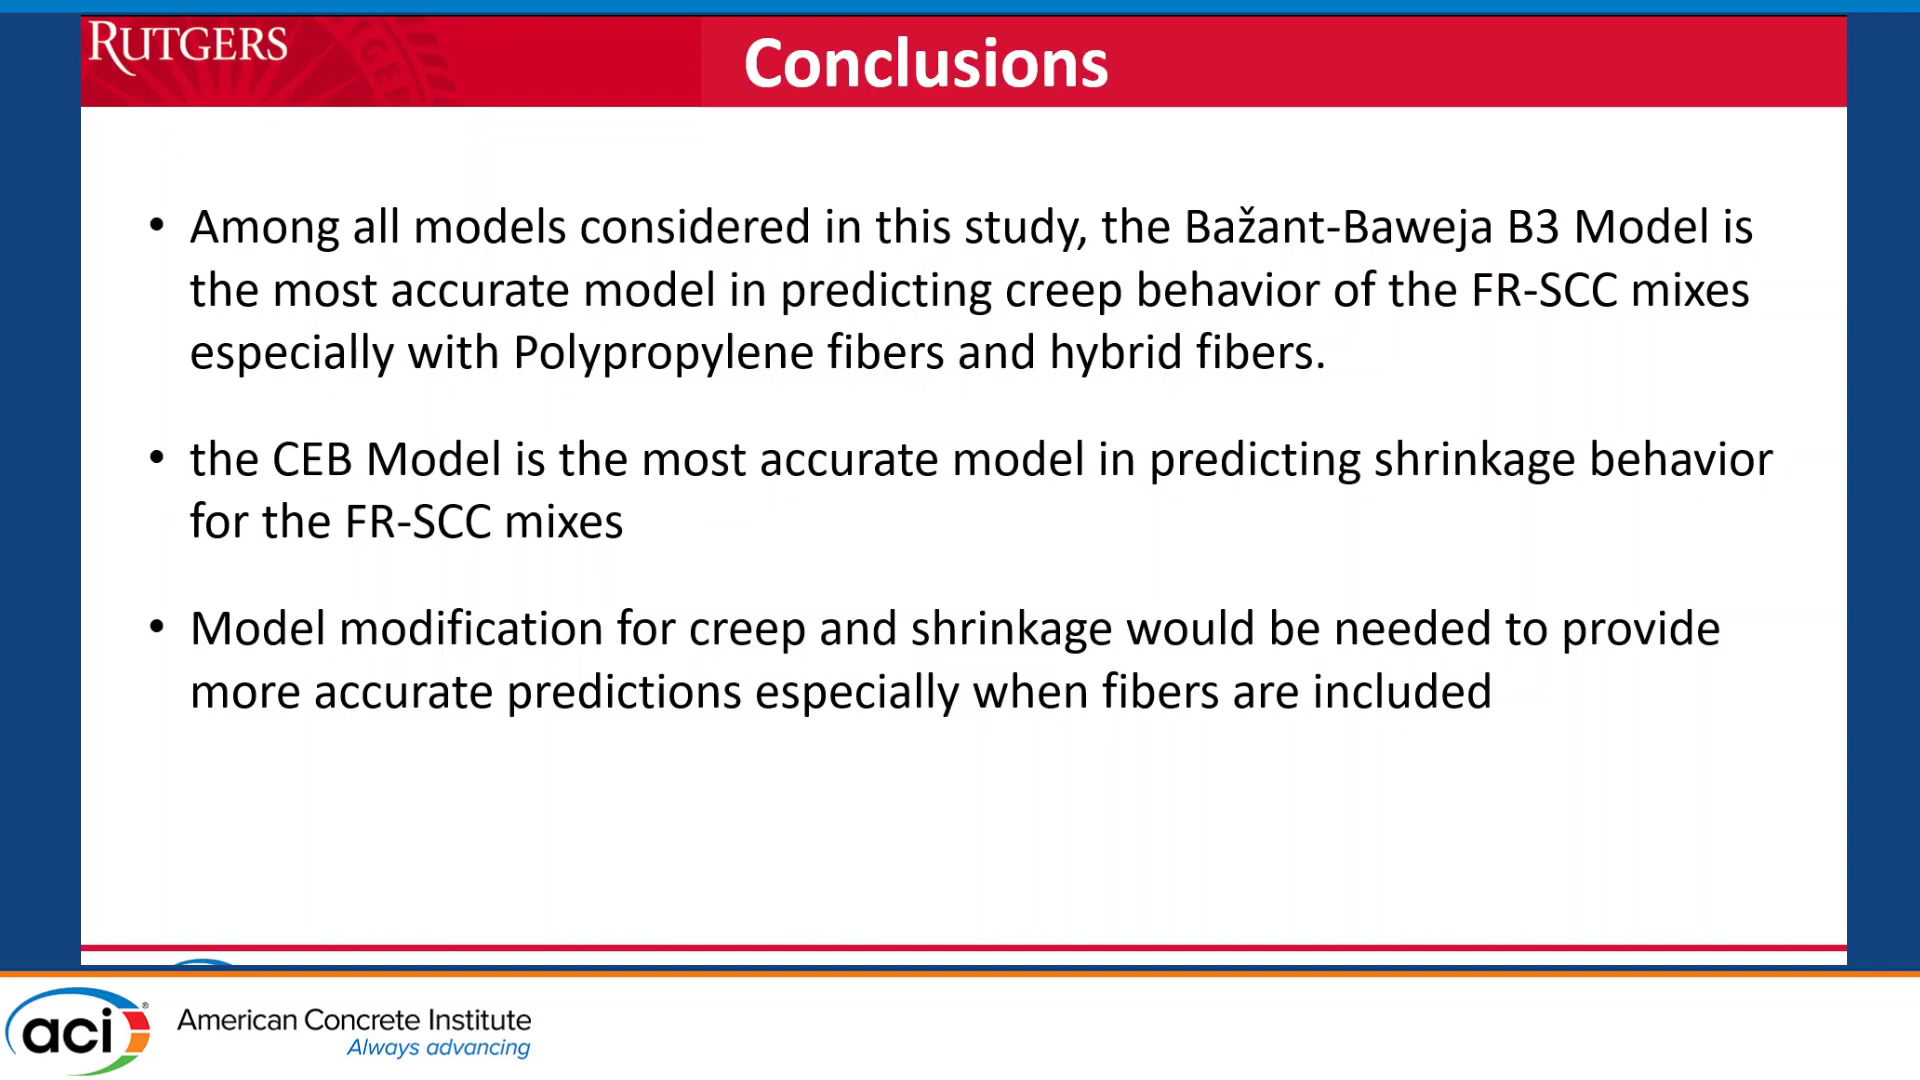 RUTGERS
Conclusions
• Among all models considered in this study, the Bažant-Baweja B3 Model is
the most accurate model in predicting creep behavior of the FR-SCC mixes
especially with Polypropylene fibers and hybrid fibers.
• the CEB Model is the most accurate model in predicting shrinkage behavior
for the FR-SCC mixes
• Model modification for creep and shrinkage would be needed to provide
more accurate predictions especially when fibers are included
aci®
American Concrete Institute
Always advancing